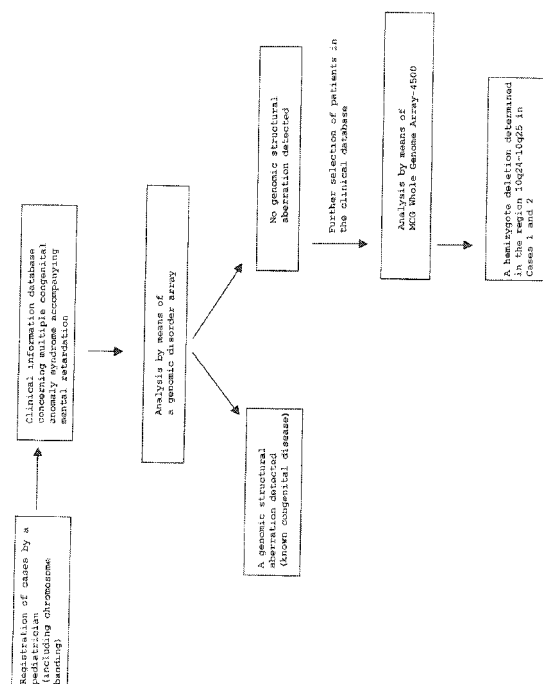 Registration of cases by a
pediatrician
(including chromosome
banding)
Clinical information database
concerning multiple congenital
anomaly syndrome accompanying
mental retardation
Analysis by means of
a genomic disorder array
A genomic structural
aberration detected
(known congenital disease)
No genomic structural
aberration detected
Further selection of patients in
the clinical database
Analysis by means of
MCG Whole Genome Array-4500
A hemizygote deletion determined
in the region 10q24-10q25 in
Cases 1 and 2